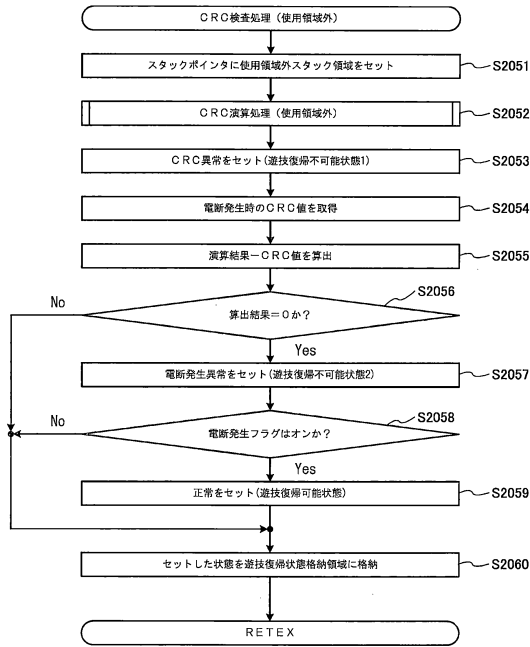 CRC検査処理(使用領域外)
スタックポインタに使用領域外スタック領域をセット
S2051
CRC演算処理(使用領域外)
S2052
CRC異常をセット(遊技復帰不可能状態1)
S2053
電断発生時のCRC値を取得
S2054
演算結果-CRC値を算出
S2055
算出結果=0か?
S2056
No
Yes
電断発生異常をセット(遊技復帰不可能状態2)
S2057
電断発生フラグはオンか?
S2058
No
Yes
正常をセット(遊技復帰可能状態)
S2059
セットした状態を遊技復帰状態格納領域に格納
S2060
RETEX